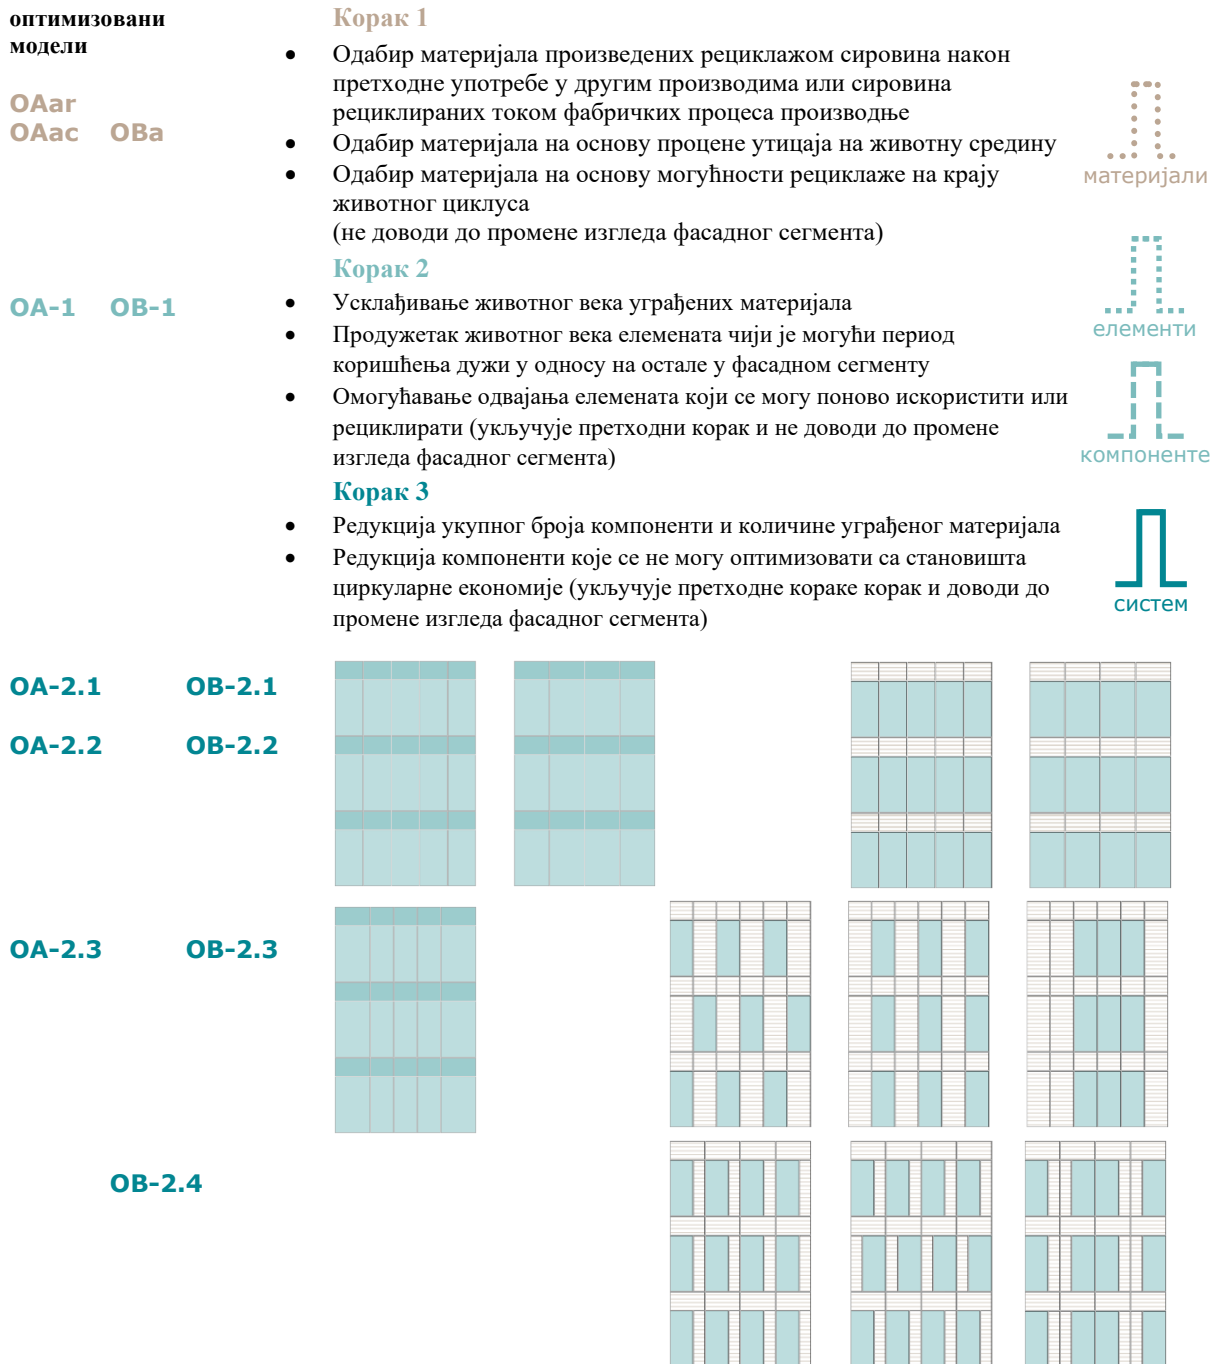 оптимизовани
модели
OAar
OAac OBa
Корак 1
• Одабир материјала произведених рециклажом сировина након
претходне употребе у другим производима или сировина
рециклираних током фабричких процеса производње
• Одабир материјала на основу процене утицаја на животну средину
• Одабир материјала на основу могућности рециклаже на крају
животног циклуса
(не доводи до промене изгледа фасадног сегмента)
материјали
Корак 2
OA-1 OB-1
• Усклађивање животног века уграђених материјала
• Продужетак животног века елемената чији је могући период
коришћења дужи у односу на остале у фасадном сегменту
• Омогућавање одвајања елемената који се могу поново искористити или
рециклирати (укључује претходни корак и не доводи до промене
изгледа фасадног сегмента)
елементи
компоненте
Корак 3
• Редукција укупног броја компоненти и количине уграђеног материјала
• Редукција компоненти које се не могу оптимизовати са становишта
циркуларне економије (укључује претходне кораке корак и доводи до
промене изгледа фасадног сегмента)
систем
OA-2.1 OB-2.1
OA-2.2 OB-2.2
OA-2.3 OB-2.3
OB-2.4